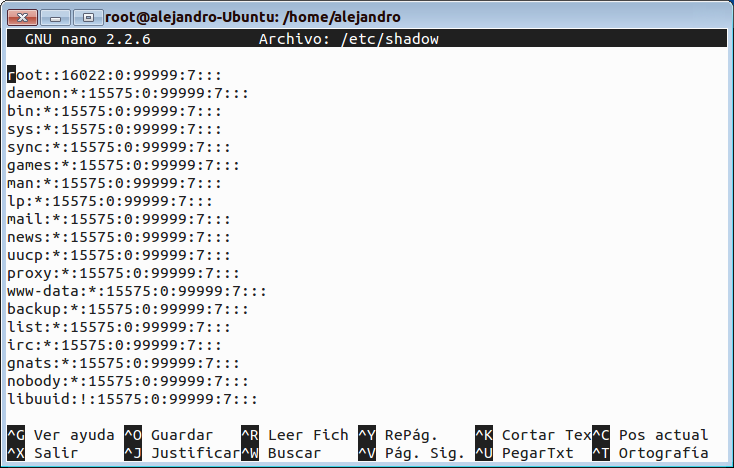 root@alejandro-Ubuntu: /home/alejandro
GNU nano 2.2.6 Archivo: /etc/shadow
root::16022:0:99999:7:::
daemon:*:15575:0:99999:7:::
bin:*:15575:0:99999:7:::
sys:*:15575:0:99999:7:::
sync:*:15575:0:99999:7:::
games:*:15575:0:99999:7:::
man:*:15575:0:99999:7:::
lp:*:15575:0:99999:7:::
mail:*:15575:0:99999:7:::
news:*:15575:0:99999:7:::
uucp:*:15575:0:99999:7:::
proxy:*:15575:0:99999:7:::
www-data:*:15575:0:99999:7:::
backup:*:15575:0:99999:7:::
list:*:15575:0:99999:7:::
irc:*:15575:0:99999:7:::
gnats:*:15575:0:99999:7:::
nobody:*:15575:0:99999:7:::
libuuid:!:15575:0:99999:7:::
^G Ver ayuda ^O Guardar ^R Leer Fich ^Y RePág. ^K Cortar Tex ^C Pos actual
^X Salir ^J Justificar ^W Buscar ^V Pág. Sig. ^U PegarTxt ^T Ortografía